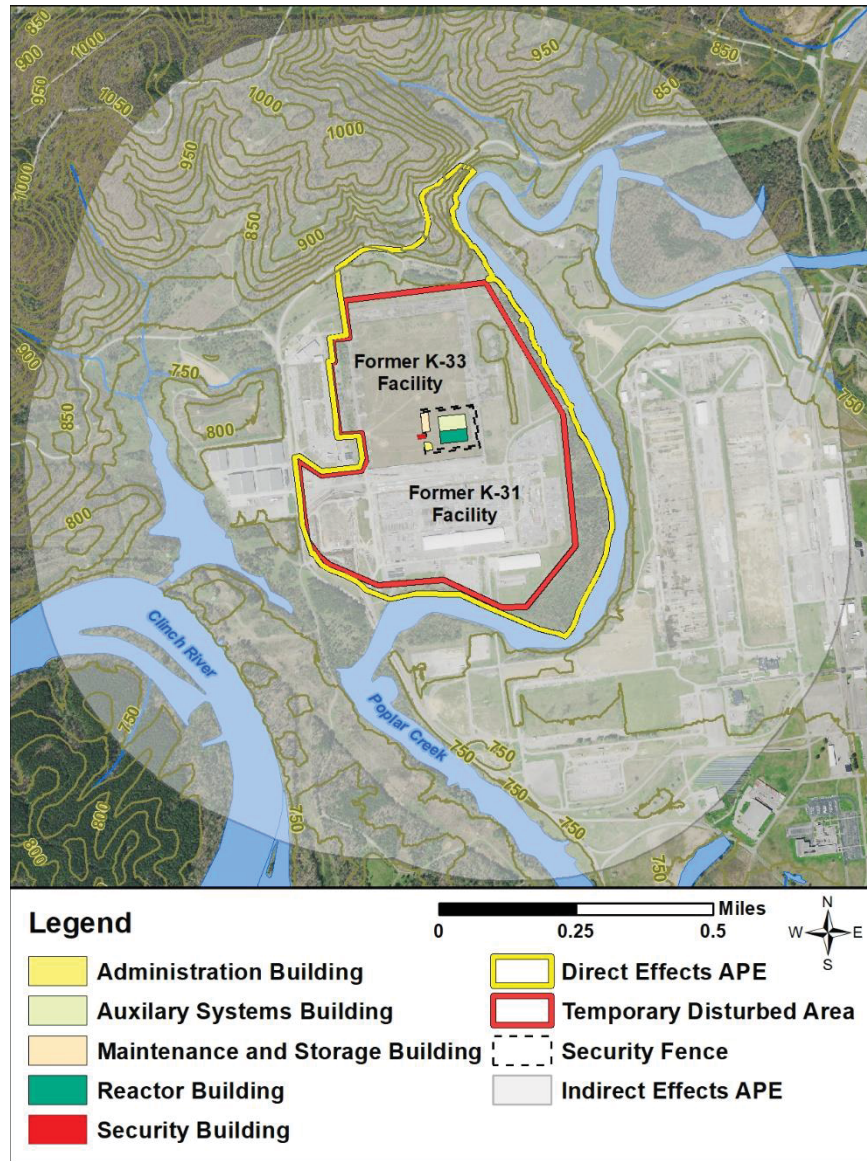 850
900
950
1000
850
950
1000
1050
950
1000
1000
850
850
900
900
750
850
800
800
750
Former K-33
Facility
Former K-31
Facility
Clinch River
Poplar Creek
750
750
750
750
800
800
750
750
Legend
0
0.25
0.5
Miles
N
W
E
S
Administration Building
Auxilary Systems Building
Maintenance and Storage Building
Reactor Building
Security Building
Direct Effects APE
Temporary Disturbed Area
Security Fence
Indirect Effects APE